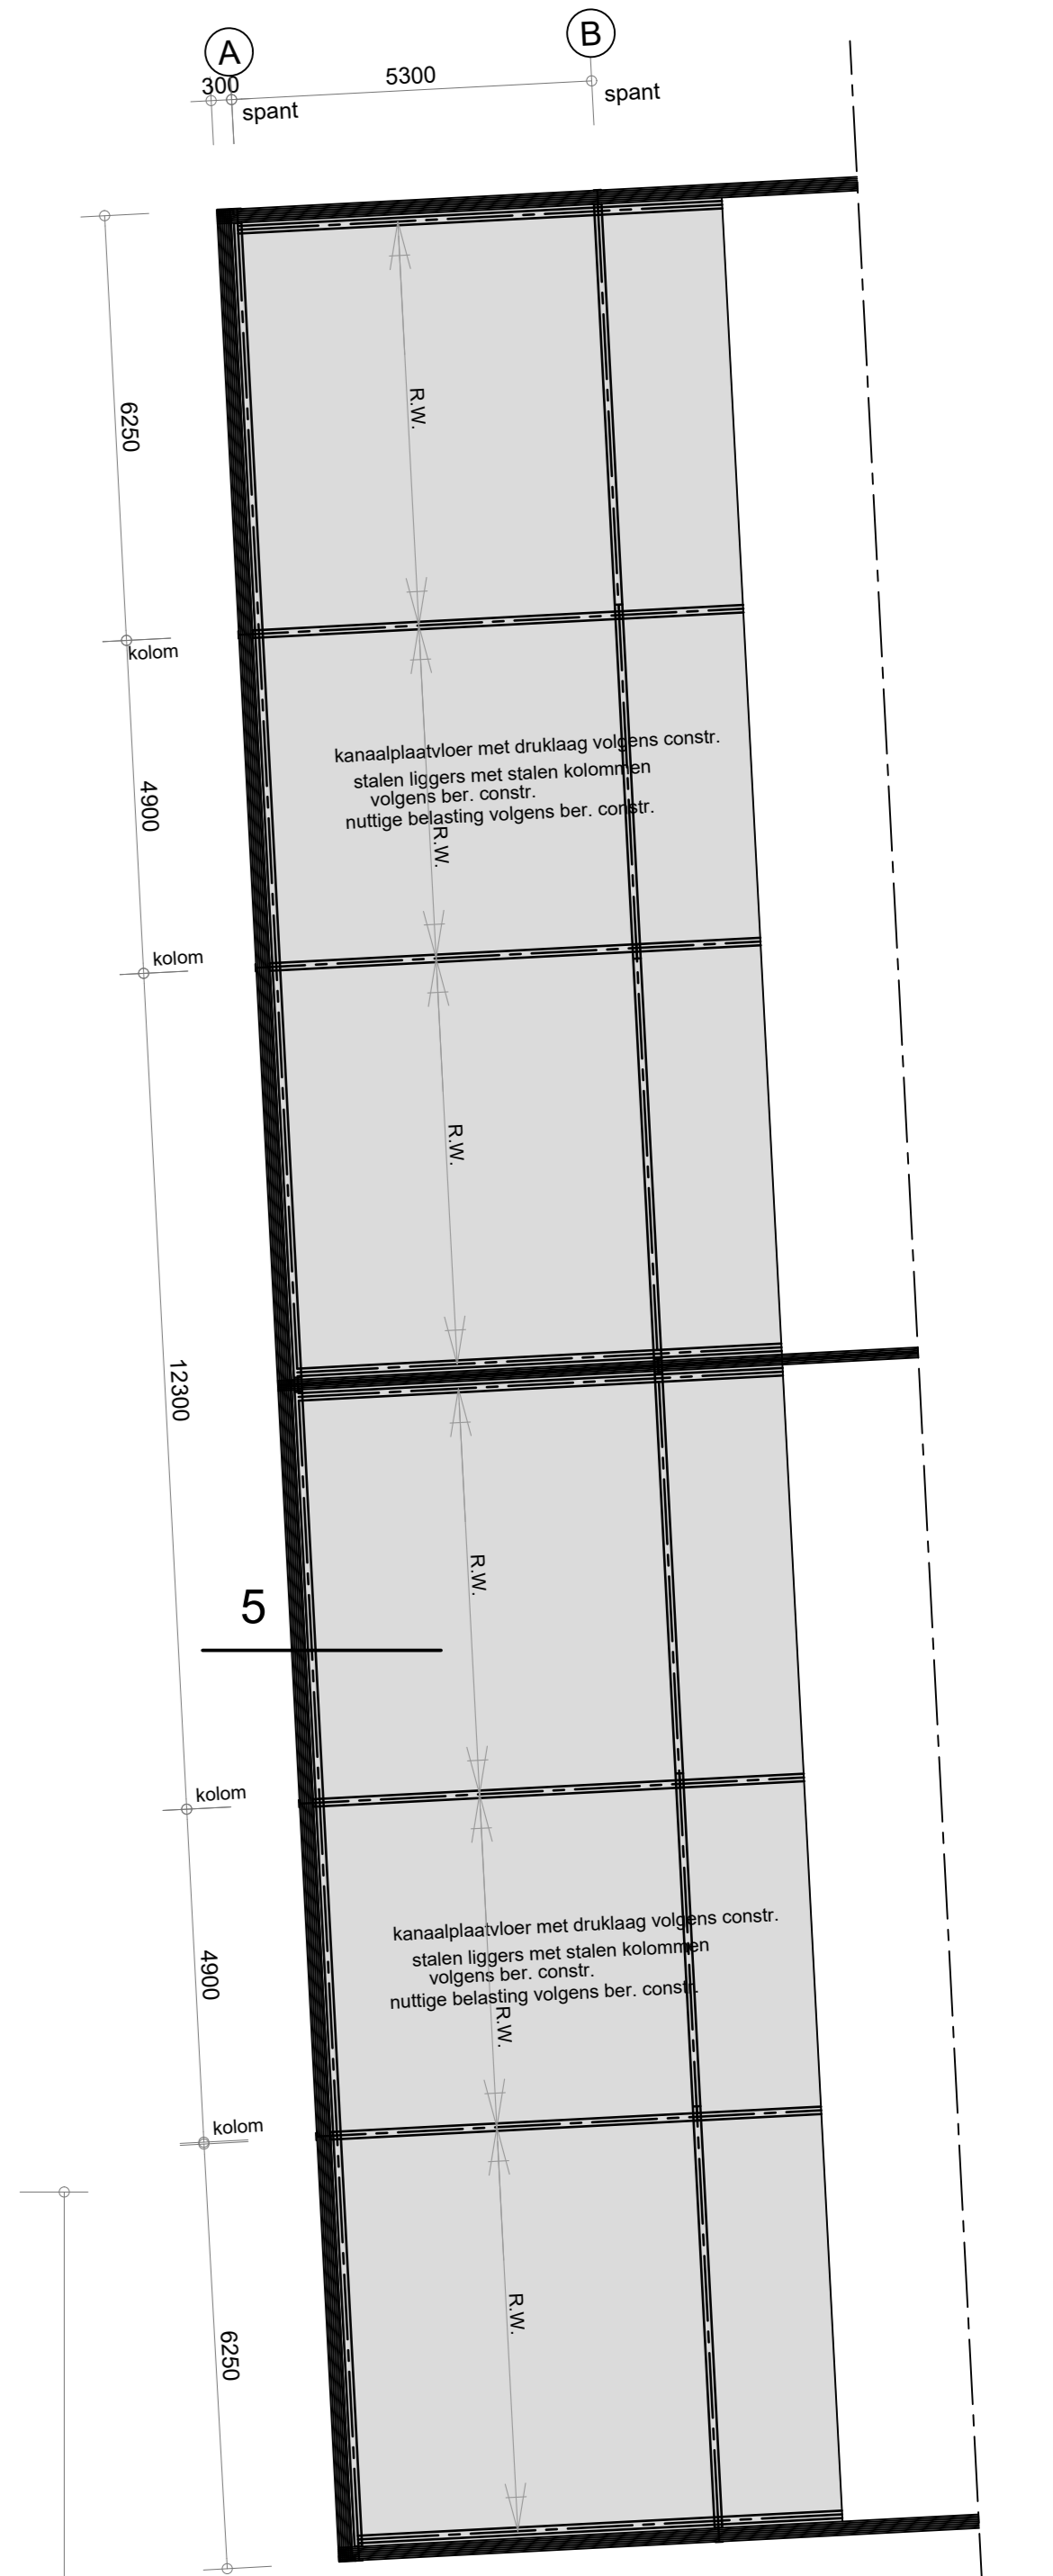 A
B
300
5300
spant
spant
6250
R.W.
kolom
kanaalplaatvloer met druklaag volgens constr.
stalen liggers met stalen kolommen
volgens ber. constr.
nuttige belasting volgens ber. constr.
4900
R.W.
kolom
R.W.
12300
R.W.
5
kolom
kanaalplaatvloer met druklaag volgens constr.
stalen liggers met stalen kolommen
volgens ber. constr.
nuttige belasting volgens ber. constr.
4900
R.W.
kolom
R.W.
6250